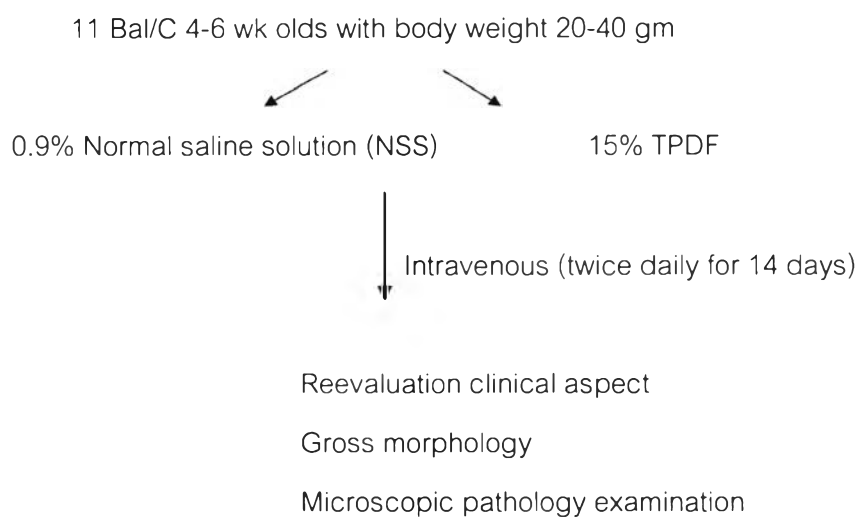 11 Bal/C 4-6 wk olds with body weight 20-40 gm
0.9% Normal saline solution (NSS) 15% TPDF
Intravenous (twice daily for 14 days)
Reevaluation clinical aspect
Gross morphology
Microscopic pathology examination